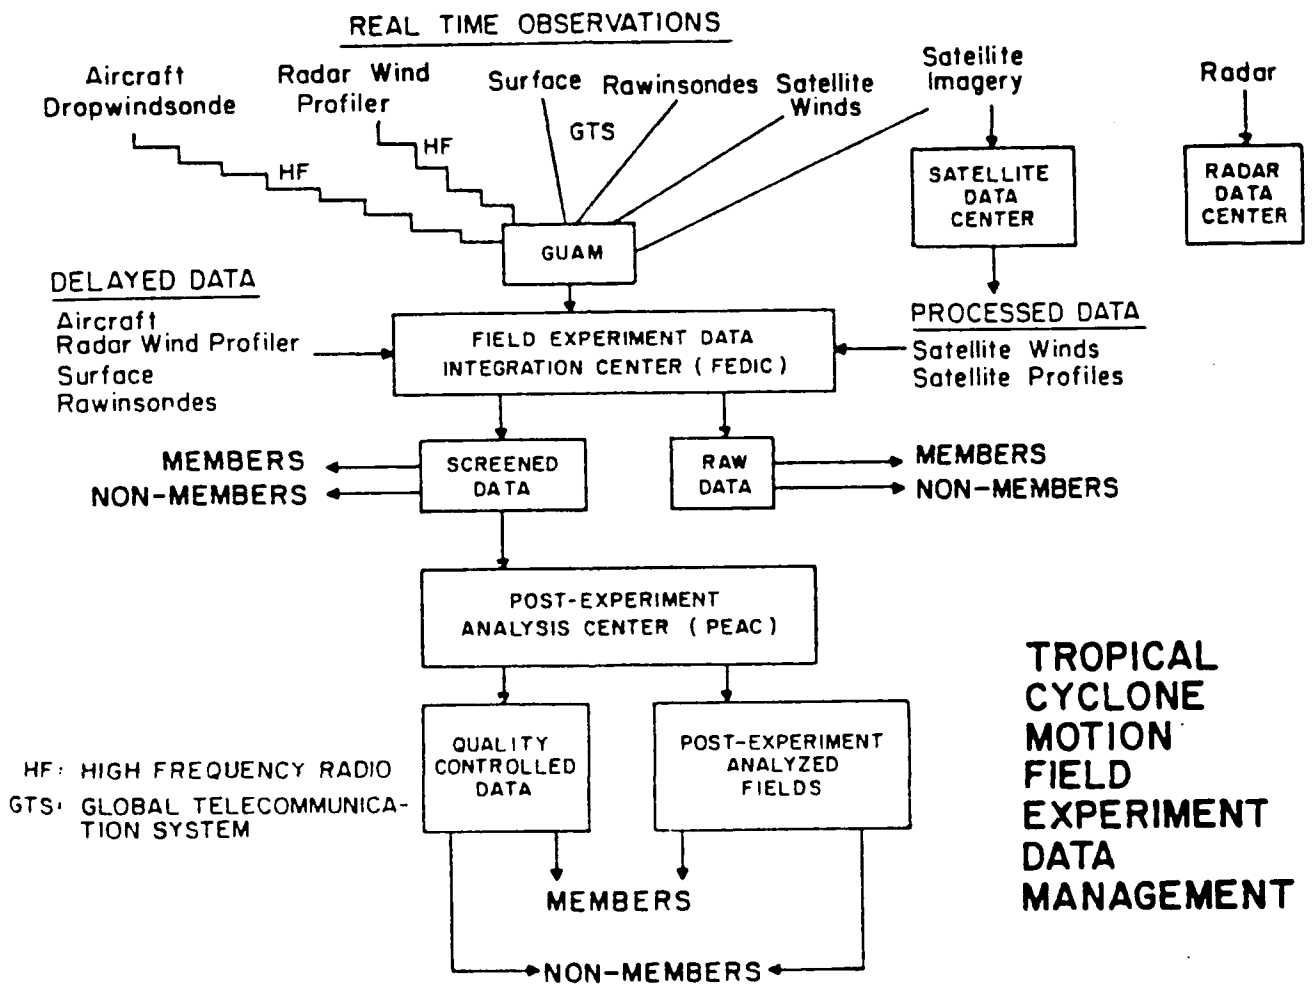 REAL TIME OBSERVATIONS
Aircraft
Dropwindsonde
Radar Wind
Profiler
Surface
Rawinsondes
Satellite
Winds
Satellite
Imagery
Radar
HF
HF
GTS
SATELLITE
DATA
CENTER
RADAR
DATA
CENTER
GUAM
DELAYED DATA
Aircraft
Radar Wind Profiler
Surface
Rawinsondes
FIELD EXPERIMENT DATA
INTEGRATION CENTER (FEDIC)
PROCESSED DATA
Satellite Winds
Satellite Profiles
MEMBERS
NON-MEMBERS
SCREENED
DATA
RAW
DATA
MEMBERS
NON-MEMBERS
POST-EXPERIMENT
ANALYSIS CENTER (PEAC)
QUALITY
CONTROLLED
DATA
POST-EXPERIMENT
ANALYZED
FIELDS
HF: HIGH FREQUENCY RADIO
GTS: GLOBAL TELECOMMUNICA-
TION SYSTEM
MEMBERS
NON-MEMBERS
TROPICAL
CYCLONE
MOTION
FIELD
EXPERIMENT
DATA
MANAGEMENT